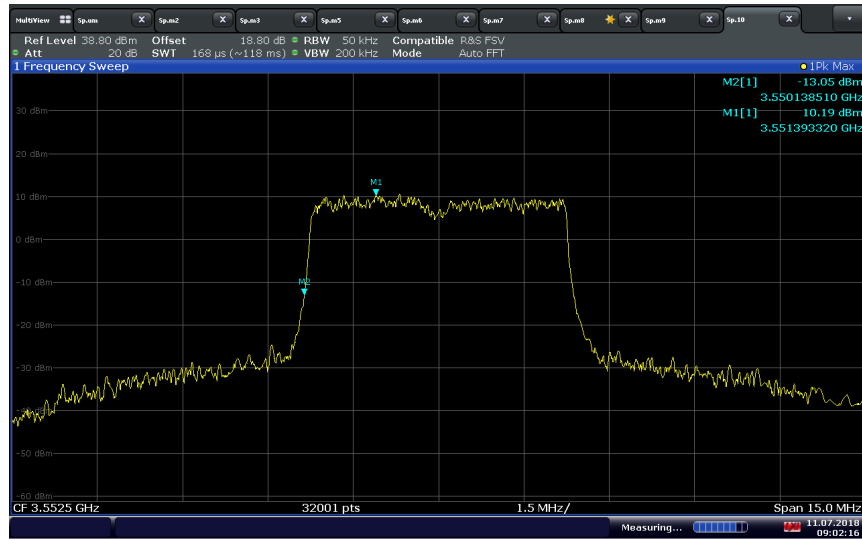 MultiView Sp.um X Sp.m2 X Sp.m3 X Sp.m5 X Sp.m6 X Sp.m7 X Sp.m8 X Sp.m9 X Sp.10 X
Ref Level 38.80 dBm Offset 18.80 dB RBW 50 kHz Compatible R&S FSV
Att 20 dB SWT 168 µs (~118 ms) VBW 200 kHz Mode Auto FFT
1 Frequency Sweep 1Pk Max
M2[1] -13.05 dBm
3.550138510 GHz
M1[1] 10.19 dBm
3.551393320 GHz
30 dBm
20 dBm
M1
10 dBm
0 dBm
-10 dBm
M2
-20 dBm
-30 dBm
-50 dBm
-60 dBm
CF 3.5525 GHz 32001 pts 1.5 MHz/ Span 15.0 MHz
Measuring... 11.07.2018
09:02:16